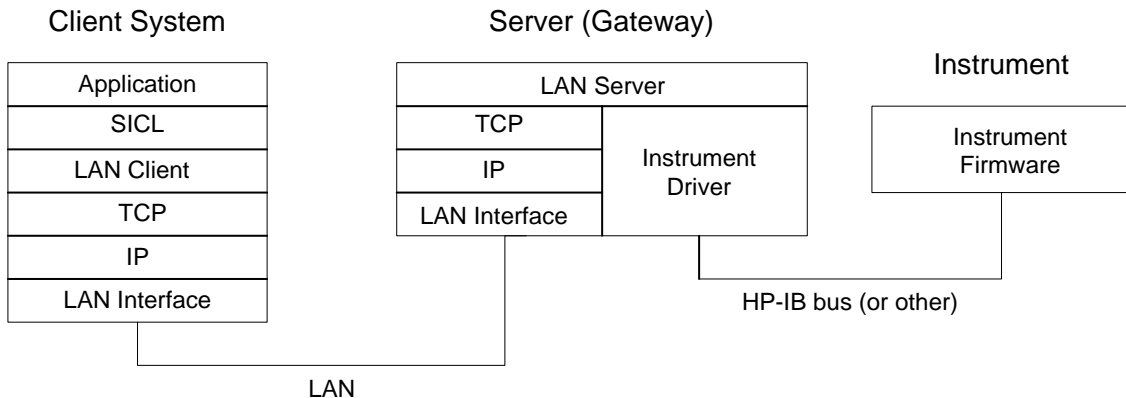 Client System
Application
SICL
LAN Client
TCP
IP
LAN Interface
Server (Gateway)
LAN Server
TCP
IP
LAN Interface
Instrument
Driver
Instrument
Instrument
Firmware
LAN
HP-IB bus (or other)